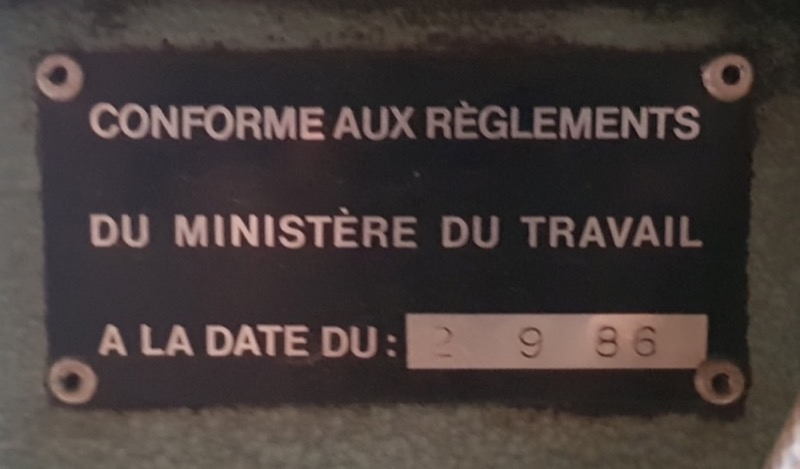 CONFORME AUX RÈGLEMENTS
DU MINISTÈRE DU TRAVAIL
A LA DATE DU: 2 9 86